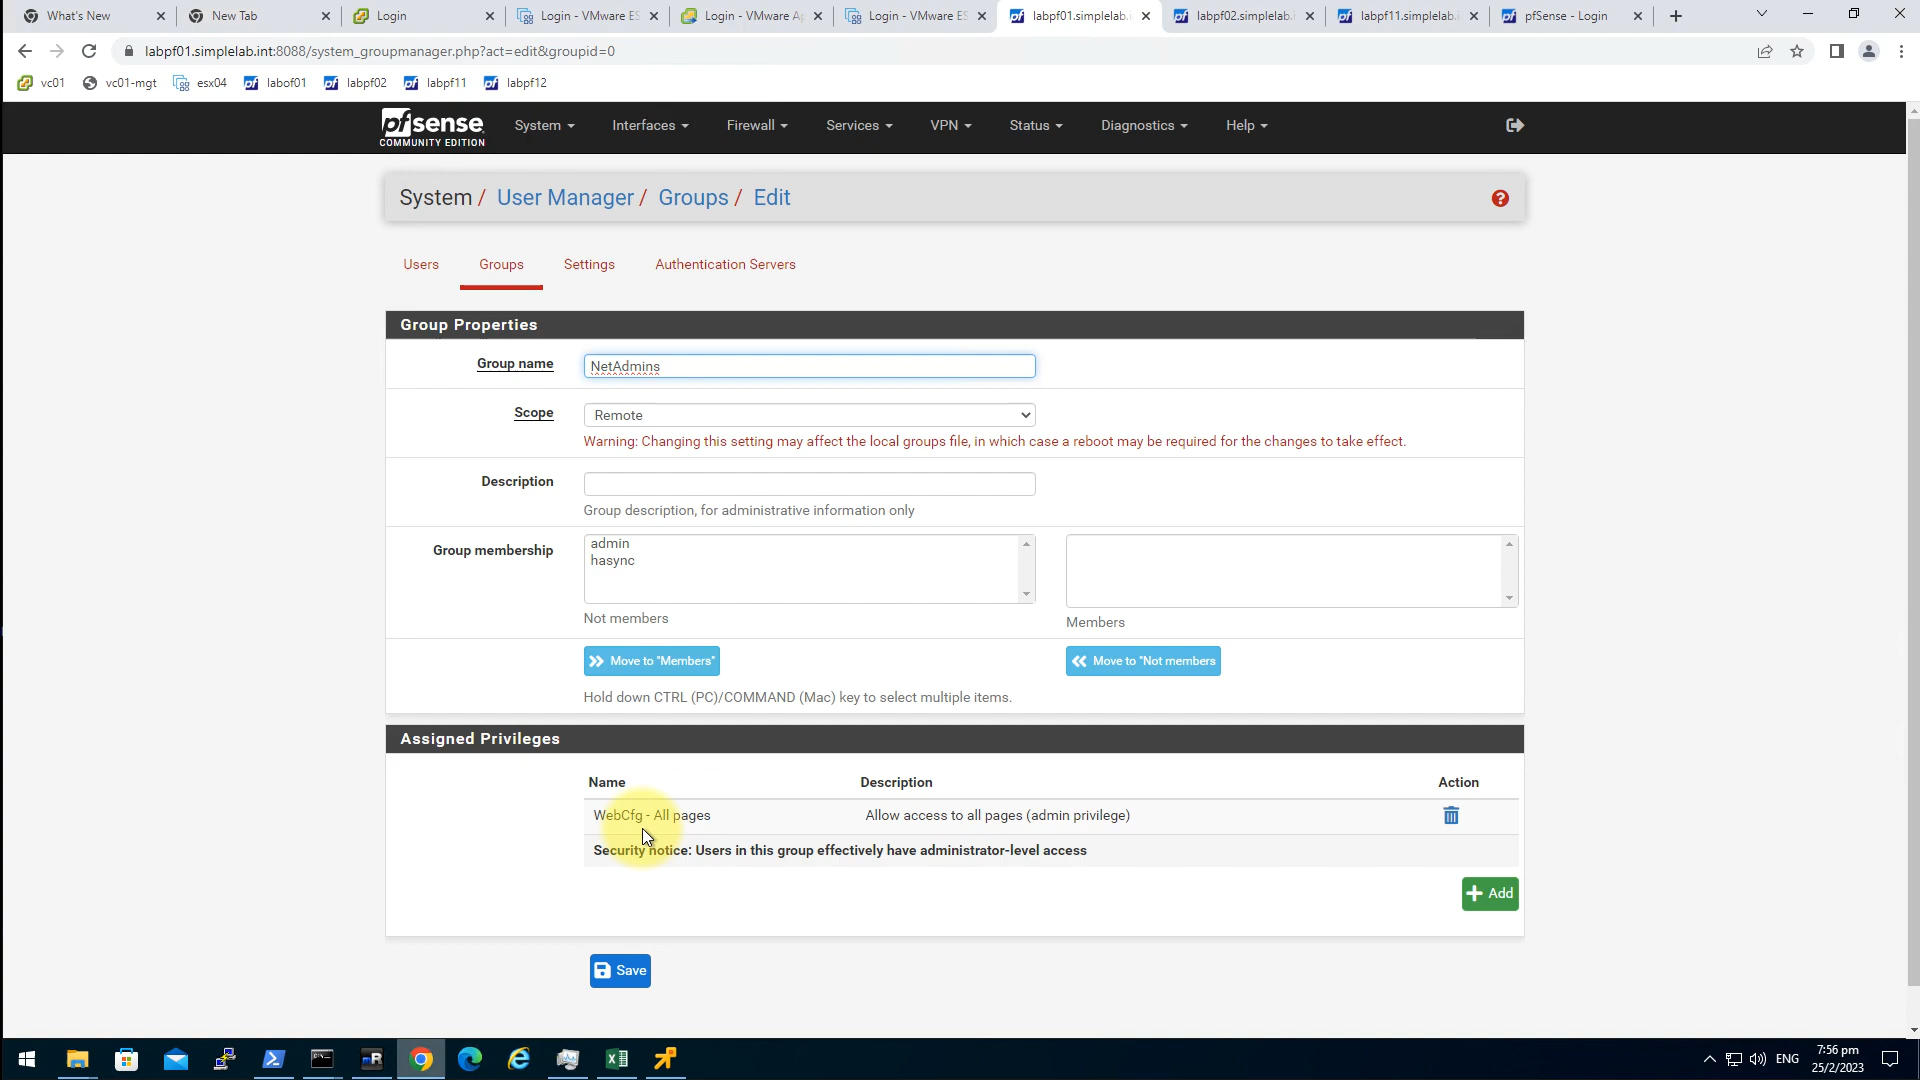 What's New
New Tab
Login
Login - VMware ES
Login - VMware Ap
Login - VMware ES
labpf01.simplelab.
labpf02.simplelab.
labpf11.simplelab.
pfSense - Login
labpf01.simplelab.int:8088/system_groupmanager.php?act=edit&groupid=0
vc01
vc01-mgt
esx04
labof01
labpf02
labpf11
labpf12
pfsense
COMMUNITY EDITION
System
Interfaces
Firewall
Services
VPN
Status
Diagnostics
Help
System / User Manager / Groups / Edit
Users
Groups
Settings
Authentication Servers
Group Properties
Group name
NetAdmins
Scope
Remote
Warning: Changing this setting may affect the local groups file, in which case a reboot may be required for the changes to take effect.
Description
Group description, for administrative information only
Group membership
admin
hasync
Not members
Members
Move to "Members"
Move to "Not members
Hold down CTRL (PC)/COMMAND (Mac) key to select multiple items.
Assigned Privileges
Name
Description
Action
WebCfg - All pages
Allow access to all pages (admin privilege)
Security notice: Users in this group effectively have administrator-level access
Add
Save
ENG
7:56 pm
25/2/2023